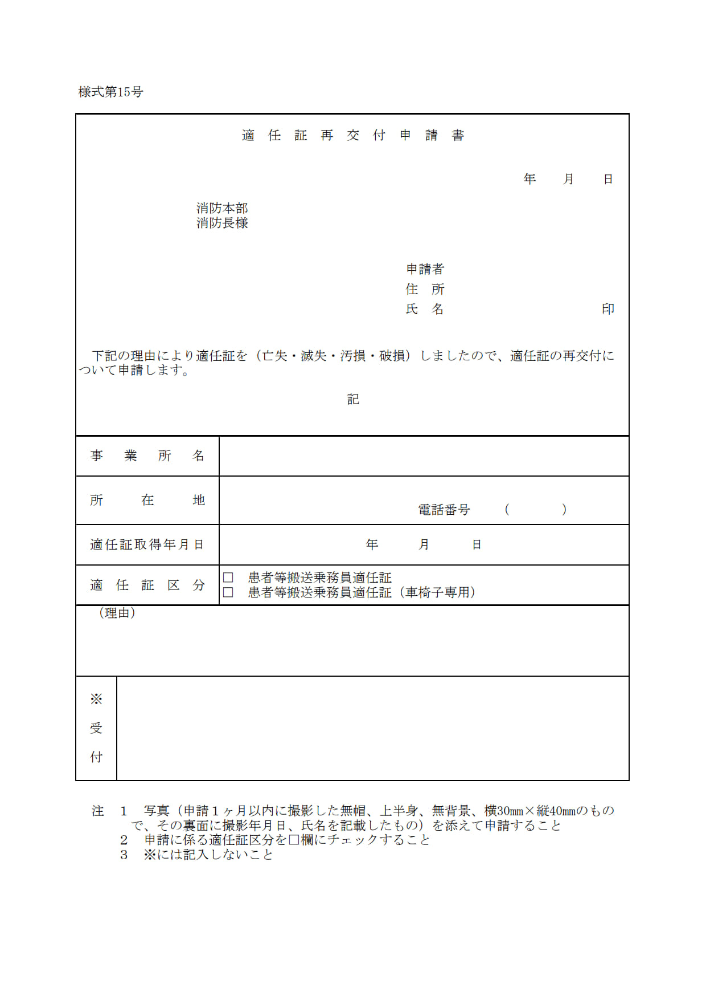 様式第15号
適 任 証 再 交 付 申 請 書
年 月 日
消防本部
消防長様
申請者
住 所
氏 名 印
下記の理由により適任証を（亡失・滅失・汚損・破損）しましたので、適任証の再交付に
ついて申請します。
記
事 業 所 名
所 在 地
電話番号 （ ）
適任証取得年月日 年 月 日
適 任 証 区 分
□ 患者等搬送乗務員適任証
□ 患者等搬送乗務員適任証（車椅子専用）
（理由）
※
受
付
注 1 写真（申請１ヶ月以内に撮影した無帽、上半身、無背景、横30㎜×縦40㎜のもの
で、その裏面に撮影年月日、氏名を記載したもの）を添えて申請すること
2 申請に係る適任証区分を□欄にチェックすること
3 ※には記入しないこと